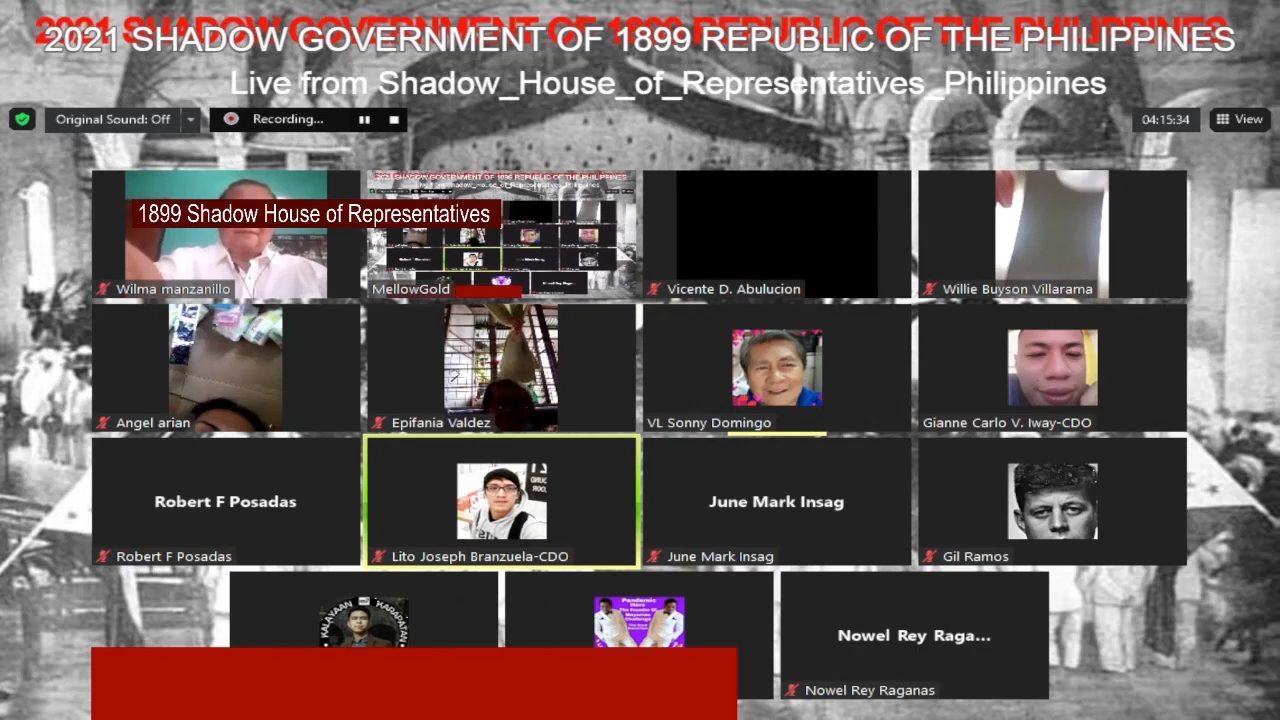 2021 SHADOW GOVERNMENT OF 1899 REPUBLIC OF THE PHILIPPINES
Live from Shadow_House_of_Representatives_Philippines
Original Sound: Off
Recording...
04:15:34
View
1899 Shadow House of Representatives
Wilma manzanillo
MellowGold
Vicente D. Abulucion
Willie Buyson Villarama
Angel arian
Epifania Valdez
VL Sonny Domingo
Gianne Carlo V. Iway-CDO
Robert F Posadas
June Mark Insag
Robert F Posadas
Lito Joseph Branzuela-CDO
June Mark Insag
Gil Ramos
KALAYAAN KARAPATAN
Pandemic
Nowel Rey Raga...
Nowel Rey Raganas